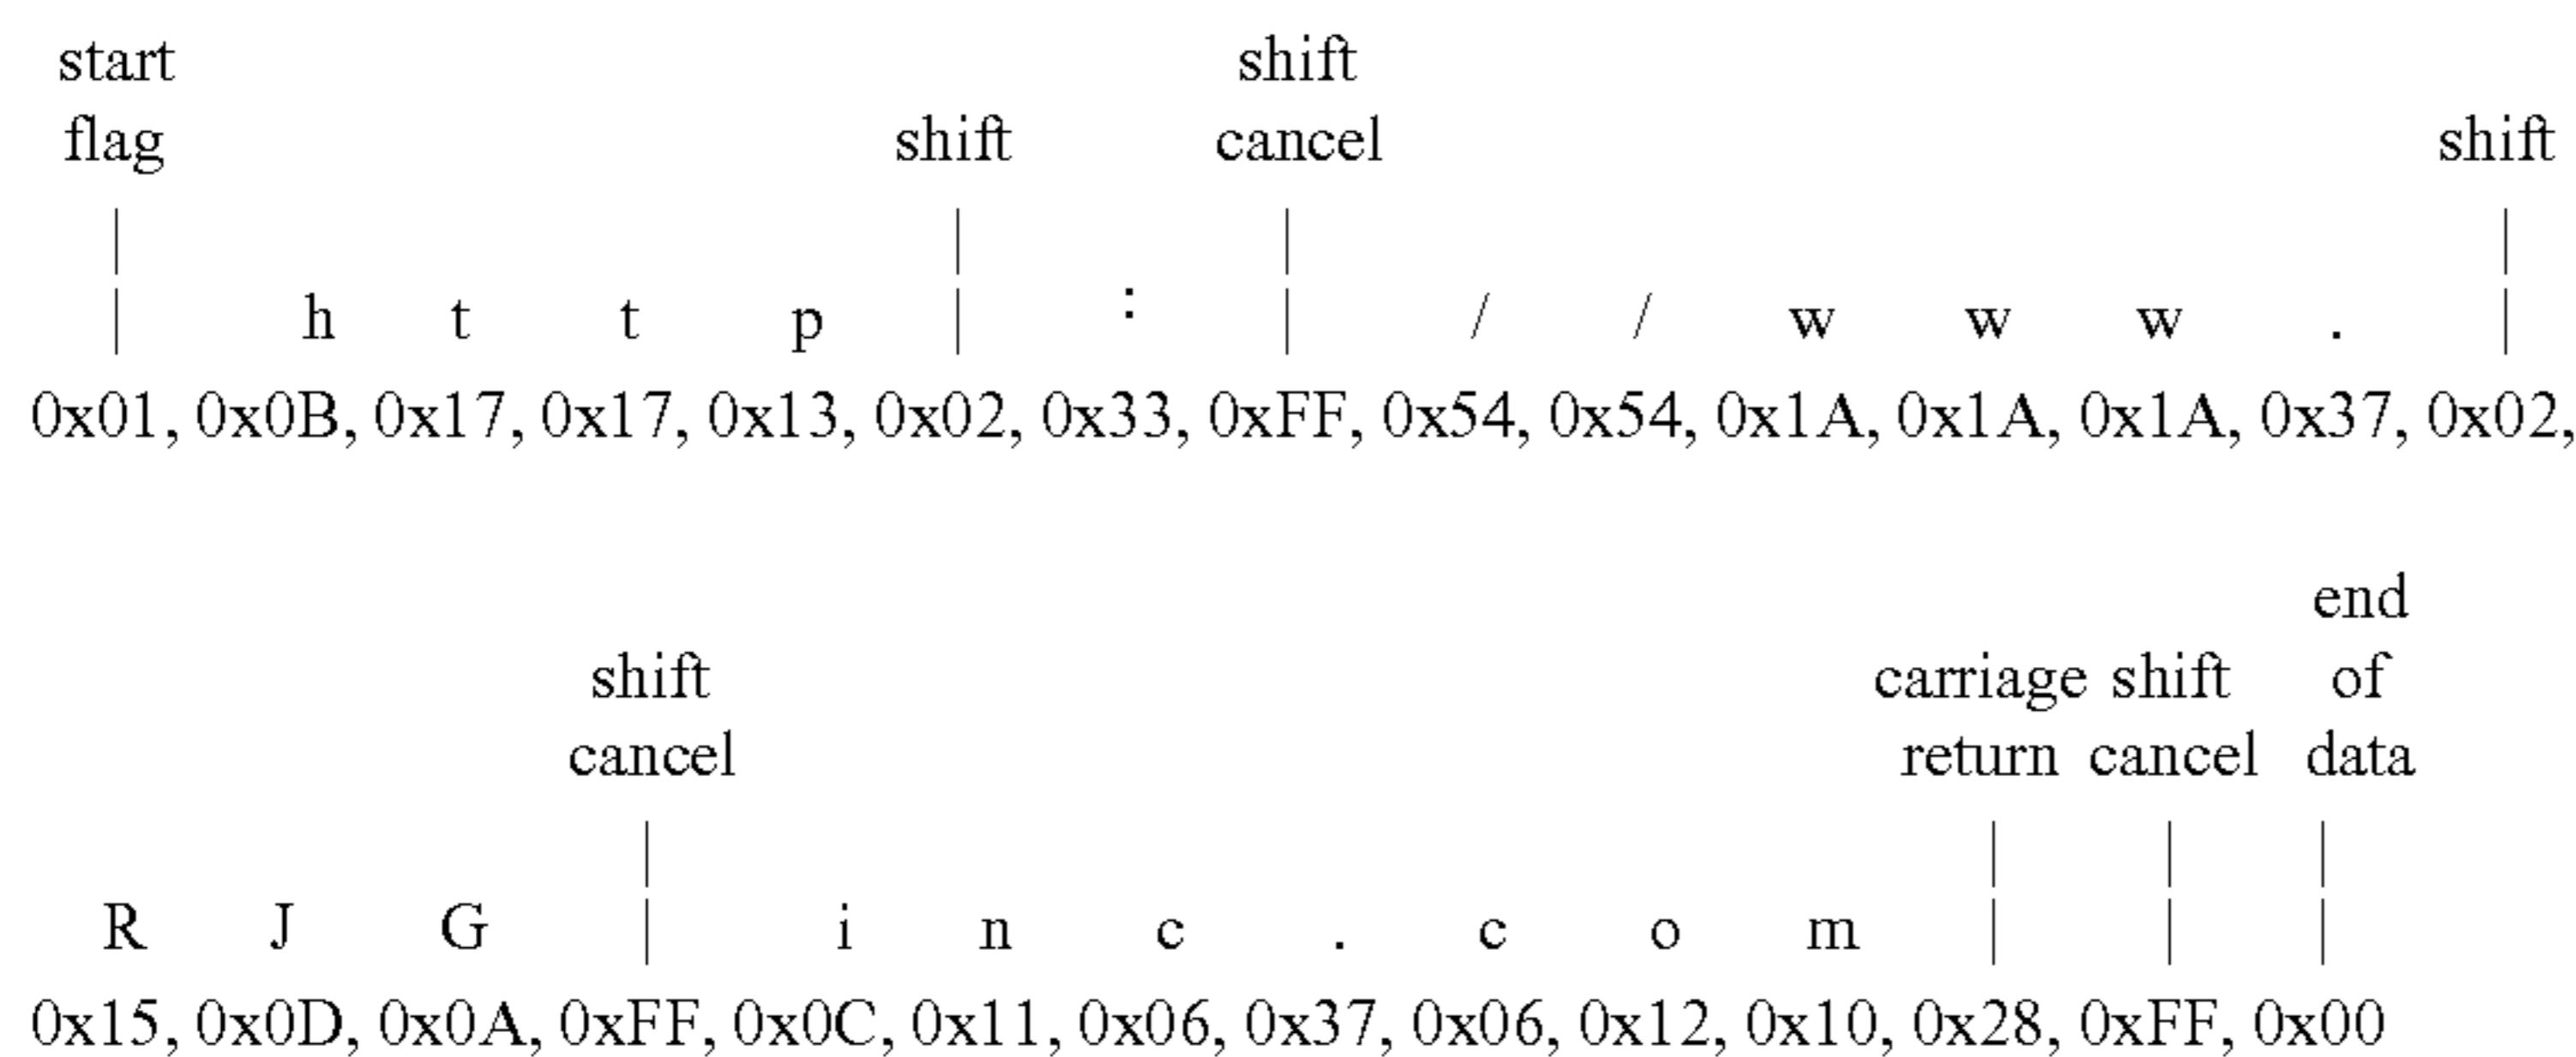 start shift
flag shift cancel shift
h t t p : / / w w w .
0x01, 0x0B, 0x17, 0x17, 0x13, 0x02, 0x33, 0xFF, 0x54, 0x54, 0x1A, 0x1A, 0x1A, 0x37, 0x02,
end
shift carriage shift of
cancel return cancel data
R J G i n c . c o m
0x15, 0x0D, 0x0A, 0xFF, 0x0C, 0x11, 0x06, 0x37, 0x06, 0x12, 0x10, 0x28, 0xFF, 0x00